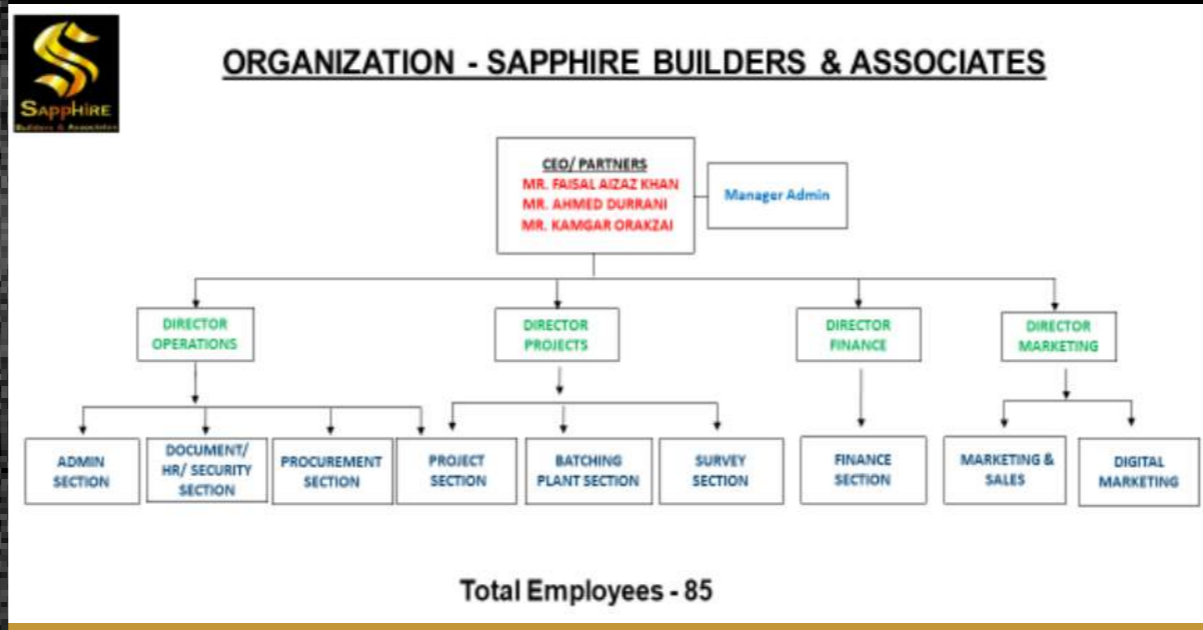 SAPPHIRE
Builders & Associates
ORGANIZATION - SAPPHIRE BUILDERS & ASSOCIATES
CEO/ PARTNERS
MR. FAISAL AIZAZ KHAN
MR. AHMED DURRANI
MR. KAMGAR ORAKZAI
Manager Admin
DIRECTOR
OPERATIONS
DIRECTOR
PROJECTS
DIRECTOR
FINANCE
DIRECTOR
MARKETING
ADMIN
SECTION
DOCUMENT/
HR/ SECURITY
SECTION
PROCUREMENT
SECTION
PROJECT
SECTION
BATCHING
PLANT SECTION
SURVEY
SECTION
FINANCE
SECTION
MARKETING &
SALES
DIGITAL
MARKETING
Total Employees - 85